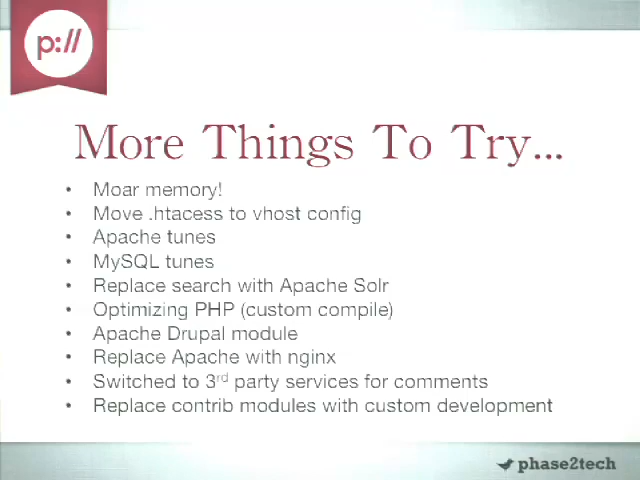 p://
More Things To Try...
• Moar memory!
• Move .htacess to vhost config
• Apache tunes
• MySQL tunes
• Replace search with Apache Solr
• Optimizing PHP (custom compile)
• Apache Drupal module
• Replace Apache with nginx
• Switched to 3rd party services for comments
• Replace contrib modules with custom development
phase2tech